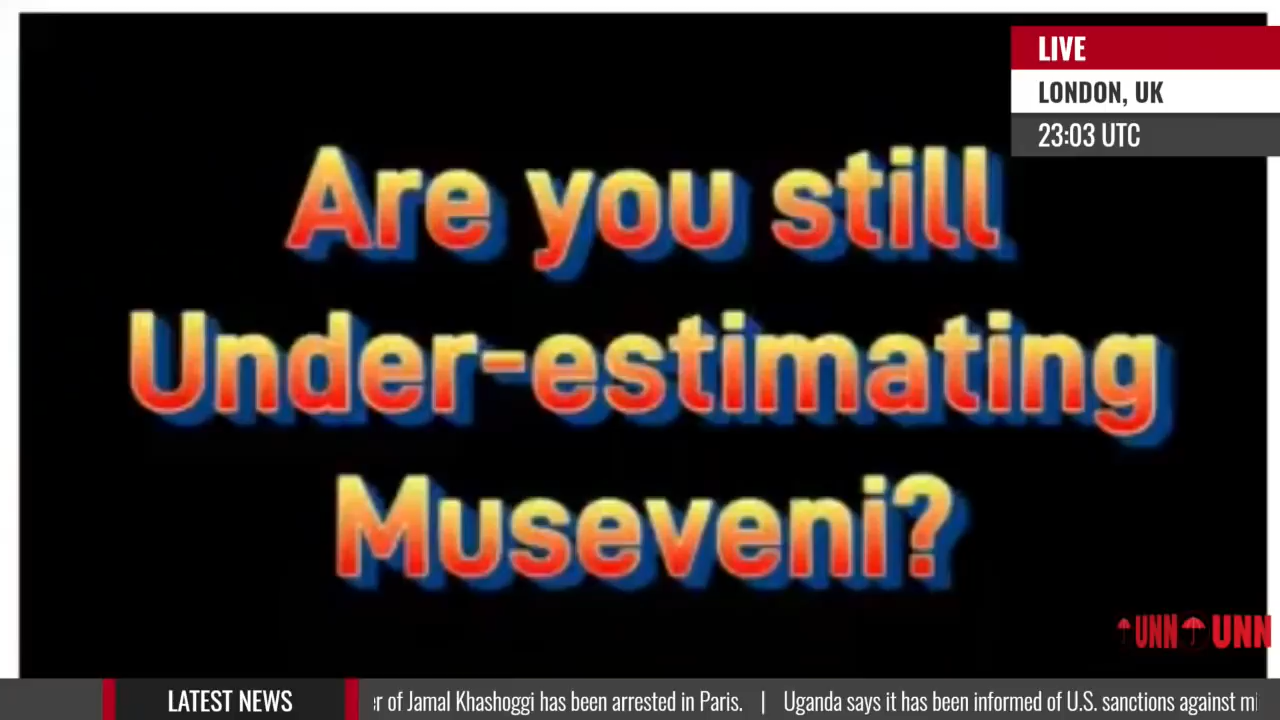 LIVE
LONDON, UK
23:03 UTC
Are you still
Under-estimating
Museveni?
UNN UNN
LATEST NEWS
of Jamal Khashoggi has been arrested in Paris. | Uganda says it has been informed of U.S. sanctions against